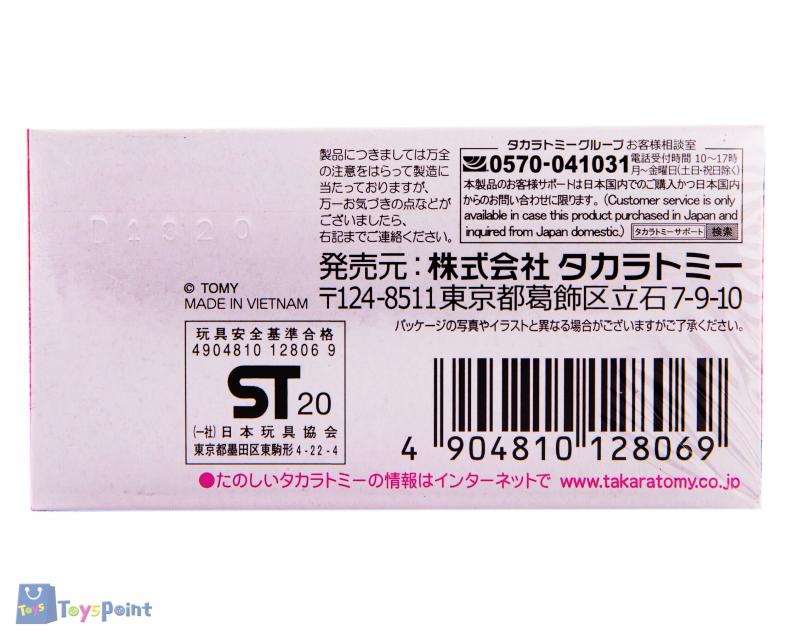 製品につきましては万全
の注意をはらって製造に
当たっておりますが、
万一お気づきの点などが
ございましたら、
右記までご連絡ください。
タカラトミーグループ お客様相談室
0570-041031 電話受付時間 10〜17時
月〜金曜日(土日・祝日除く)
本製品のお客様サポートは日本国内でのご購入かつ日本国内
からのお問い合わせに限ります。(Customer service is only
available in case this product purchased in Japan and
inquired from Japan domestic.) タカラトミーサポート 検索
発売元:株式会社 タカラトミー
〒124-8511東京都葛飾区立石7-9-10
パッケージの写真やイラストと異なる場合がございますがご了承ください。
© TOMY
MADE IN VIETNAM
玩具安全基準合格
4904810 12806 9
ST 20
(一社)日本玩具協会
東京都墨田区東駒形4-22-4
4 904810 128069
●たのしいタカラトミーの情報はインターネットで www.takaratomy.co.jp
Toys ToysPoint